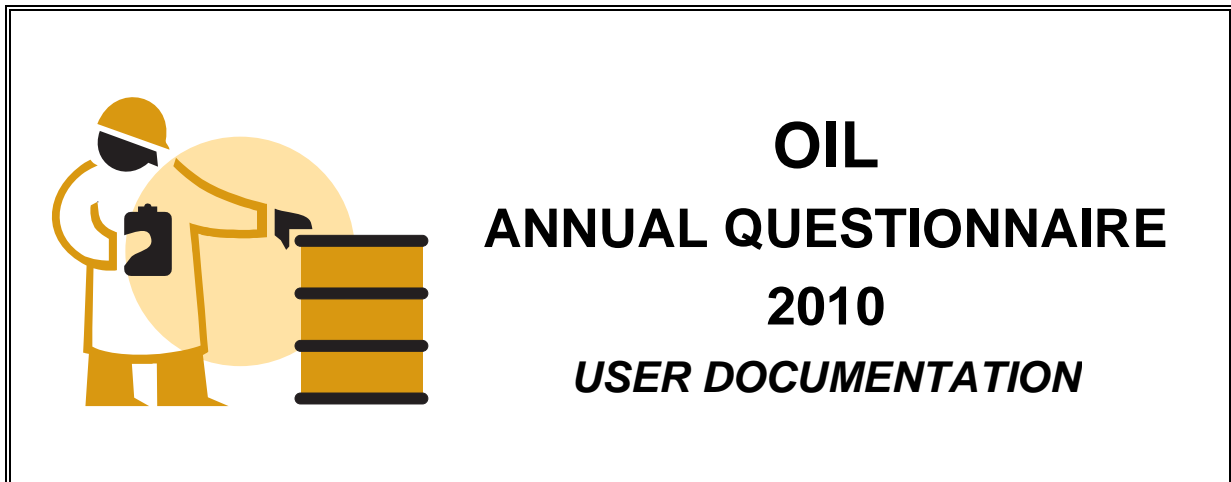 OIL
ANNUAL QUESTIONNAIRE
2010
USER DOCUMENTATION